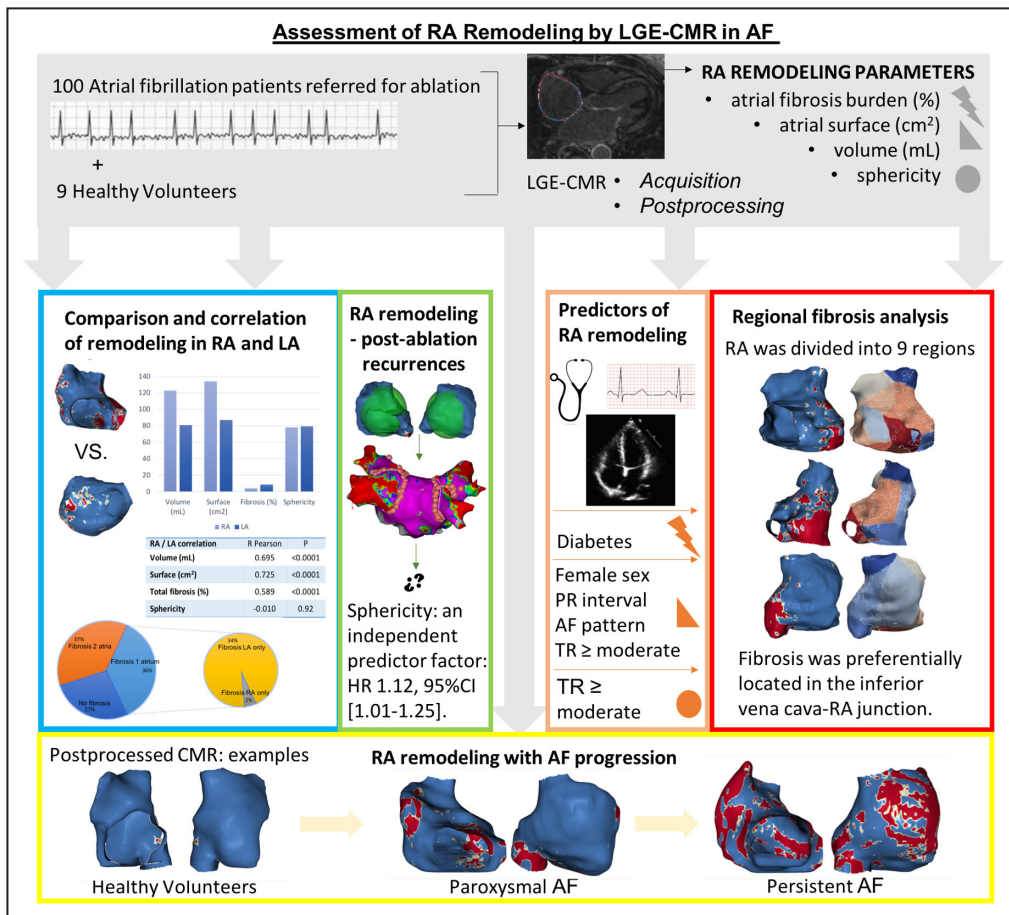 Assessment of RA Remodeling by LGE-CMR in AF
100 Atrial fibrillation patients referred for ablation
+
9 Healthy Volunteers
LGE-CMR
• Acquisition
• Postprocessing
RA REMODELING PARAMETERS
• atrial fibrosis burden (%)
• atrial surface (cm²)
• volume (mL)
• sphericity
Comparison and correlation
of remodeling in RA and LA
VS.
140
120
100
80
60
40
20
0
Volume
(mL)
Surface
(cm2)
Fibrosis (%)
Sphericity
RA LA
RA / LA correlation R Pearson P
Volume (mL) 0.695 <0.0001
Surface (cm²) 0.725 <0.0001
Total fibrosis (%) 0.589 <0.0001
Sphericity -0.010 0.92
37%
Fibrosis 2 atria
Fibrosis 1 atrium
36%
No fibrosis
27%
34%
Fibrosis LA only
Fibrosis RA only
2%
RA remodeling
- post-ablation
recurrences
¿?
Sphericity: an
independent
predictor factor:
HR 1.12, 95%CI
[1.01-1.25].
Predictors of
RA remodeling
Diabetes
Female sex
PR interval
AF pattern
TR ≥ moderate
TR ≥
moderate
Regional fibrosis analysis
RA was divided into 9 regions
Fibrosis was preferentially
located in the inferior
vena cava-RA junction.
Postprocessed CMR: examples
RA remodeling with AF progression
Healthy Volunteers
Paroxysmal AF
Persistent AF